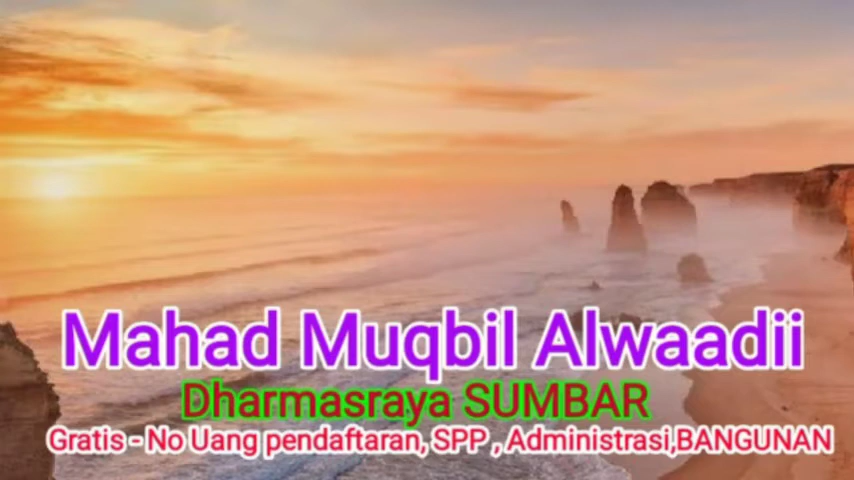 Mahad Muqbil Alwaadii
Dharmasraya SUMBAR
Gratis - No Uang pendaftaran, SPP , Administrasi,BANGUNAN